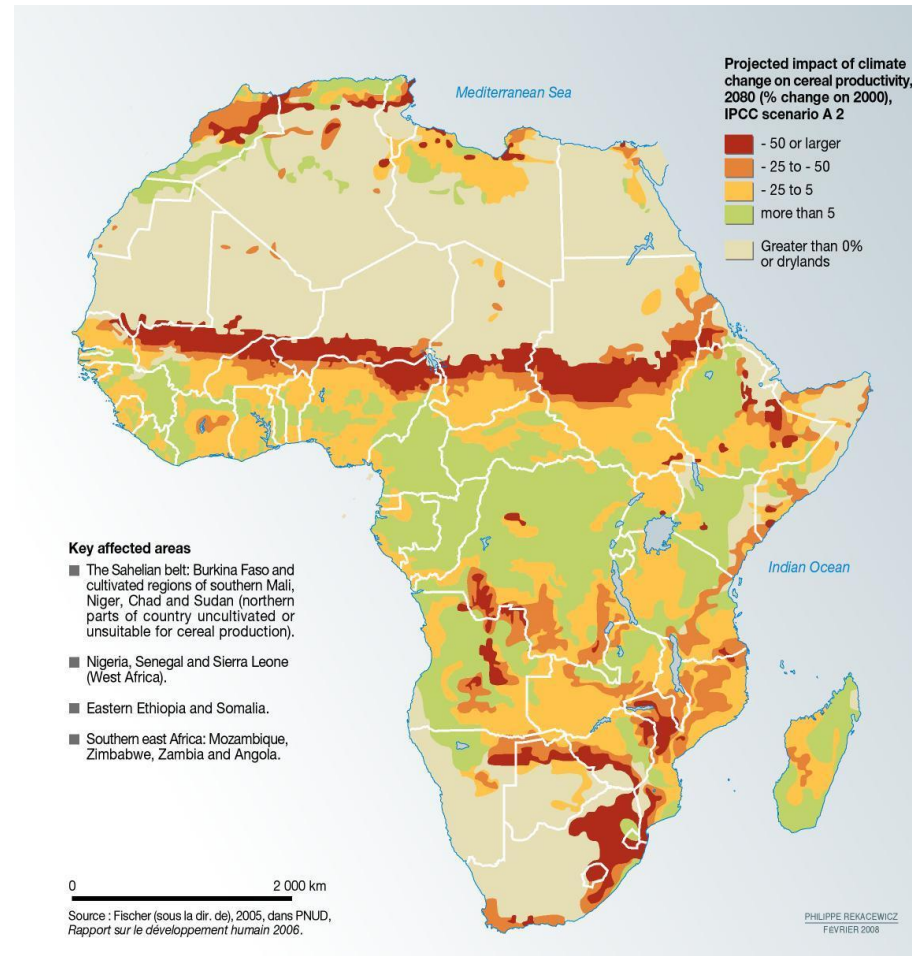 Projected impact of climate
change on cereal productivity,
2080 (% change on 2000),
IPCC scenario A 2
- 50 or larger
- 25 to - 50
- 25 to 5
more than 5
Greater than 0%
or drylands
Mediterranean Sea
Indian Ocean
Key affected areas
The Sahelian belt: Burkina Faso and
cultivated regions of southern Mali,
Niger, Chad and Sudan (northern
parts of country uncultivated or
unsuitable for cereal production).
Nigeria, Senegal and Sierra Leone
(West Africa).
Eastern Ethiopia and Somalia.
Southern east Africa: Mozambique,
Zimbabwe, Zambia and Angola.
0 2 000 km
Source : Fischer (sous la dir. de), 2005, dans PNUD,
Rapport sur le développement humain 2006.
PHILIPPE REKACEWICZ
FéVRIER 2008